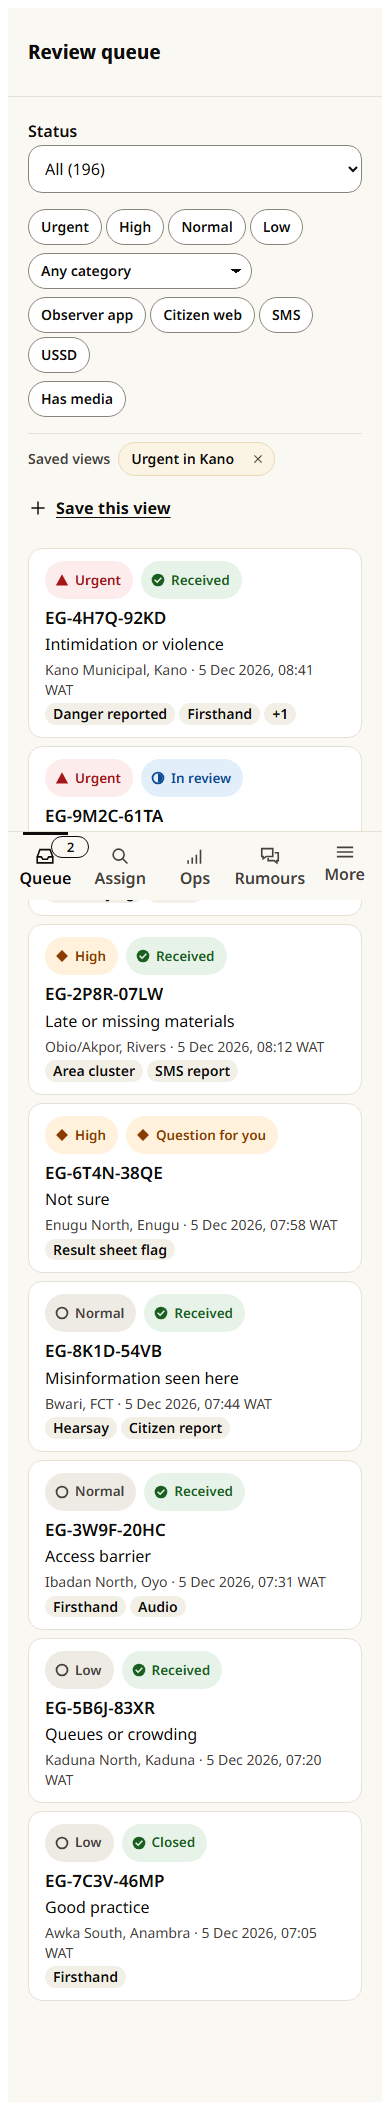 Review queue
Status
All (196)
Urgent High Normal Low
Any category
Observer app Citizen web SMS
USSD
Has media
Saved views Urgent in Kano ×
+ Save this view
Urgent Received
EG-4H7Q-92KD
Intimidation or violence
Kano Municipal, Kano · 5 Dec 2026, 08:41
WAT
Danger reported Firsthand +1
Urgent In review
EG-9M2C-61TA
2
Queue Assign Ops Rumours More
High Received
EG-2P8R-07LW
Late or missing materials
Obio/Akpor, Rivers · 5 Dec 2026, 08:12 WAT
Area cluster SMS report
High Question for you
EG-6T4N-38QE
Not sure
Enugu North, Enugu · 5 Dec 2026, 07:58 WAT
Result sheet flag
Normal Received
EG-8K1D-54VB
Misinformation seen here
Bwari, FCT · 5 Dec 2026, 07:44 WAT
Hearsay Citizen report
Normal Received
EG-3W9F-20HC
Access barrier
Ibadan North, Oyo · 5 Dec 2026, 07:31 WAT
Firsthand Audio
Low Received
EG-5B6J-83XR
Queues or crowding
Kaduna North, Kaduna · 5 Dec 2026, 07:20
WAT
Low Closed
EG-7C3V-46MP
Good practice
Awka South, Anambra · 5 Dec 2026, 07:05
WAT
Firsthand